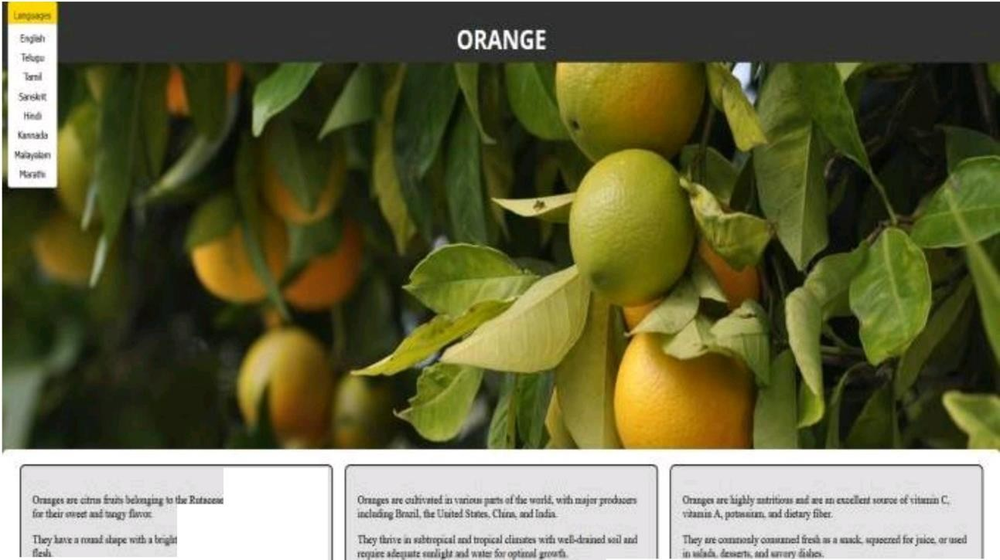 Languages
English
Telugu
Tamil
Sanskrit
Hindi
Kannada
Malayalam
Marathi
ORANGE
Oranges are citrus fruits belonging to the Rutaceae
for their sweet and tangy flavor.
They have a round shape with a bright
flesh.
Oranges are cultivated in various parts of the world, with major producers
including Brazil, the United States, China, and India.
They thrive in subtropical and tropical climates with well-drained soil and
require adequate sunlight and water for optimal growth.
Oranges are highly nutritious and are an excellent source of vitamin C,
vitamin A, potassium, and dietary fiber.
They are commonly consumed fresh as a snack, squeezed for juice, or used
in salads, desserts, and savory dishes.